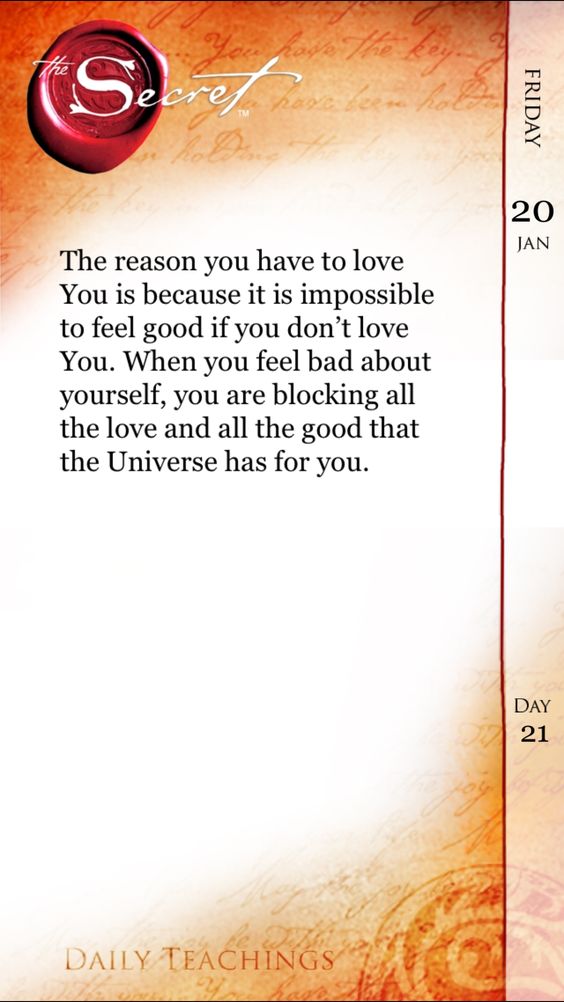 the Secret™
FRIDAY
20
JAN
The reason you have to love
You is because it is impossible
to feel good if you don’t love
You. When you feel bad about
yourself, you are blocking all
the love and all the good that
the Universe has for you.
DAY
21
DAILY TEACHINGS